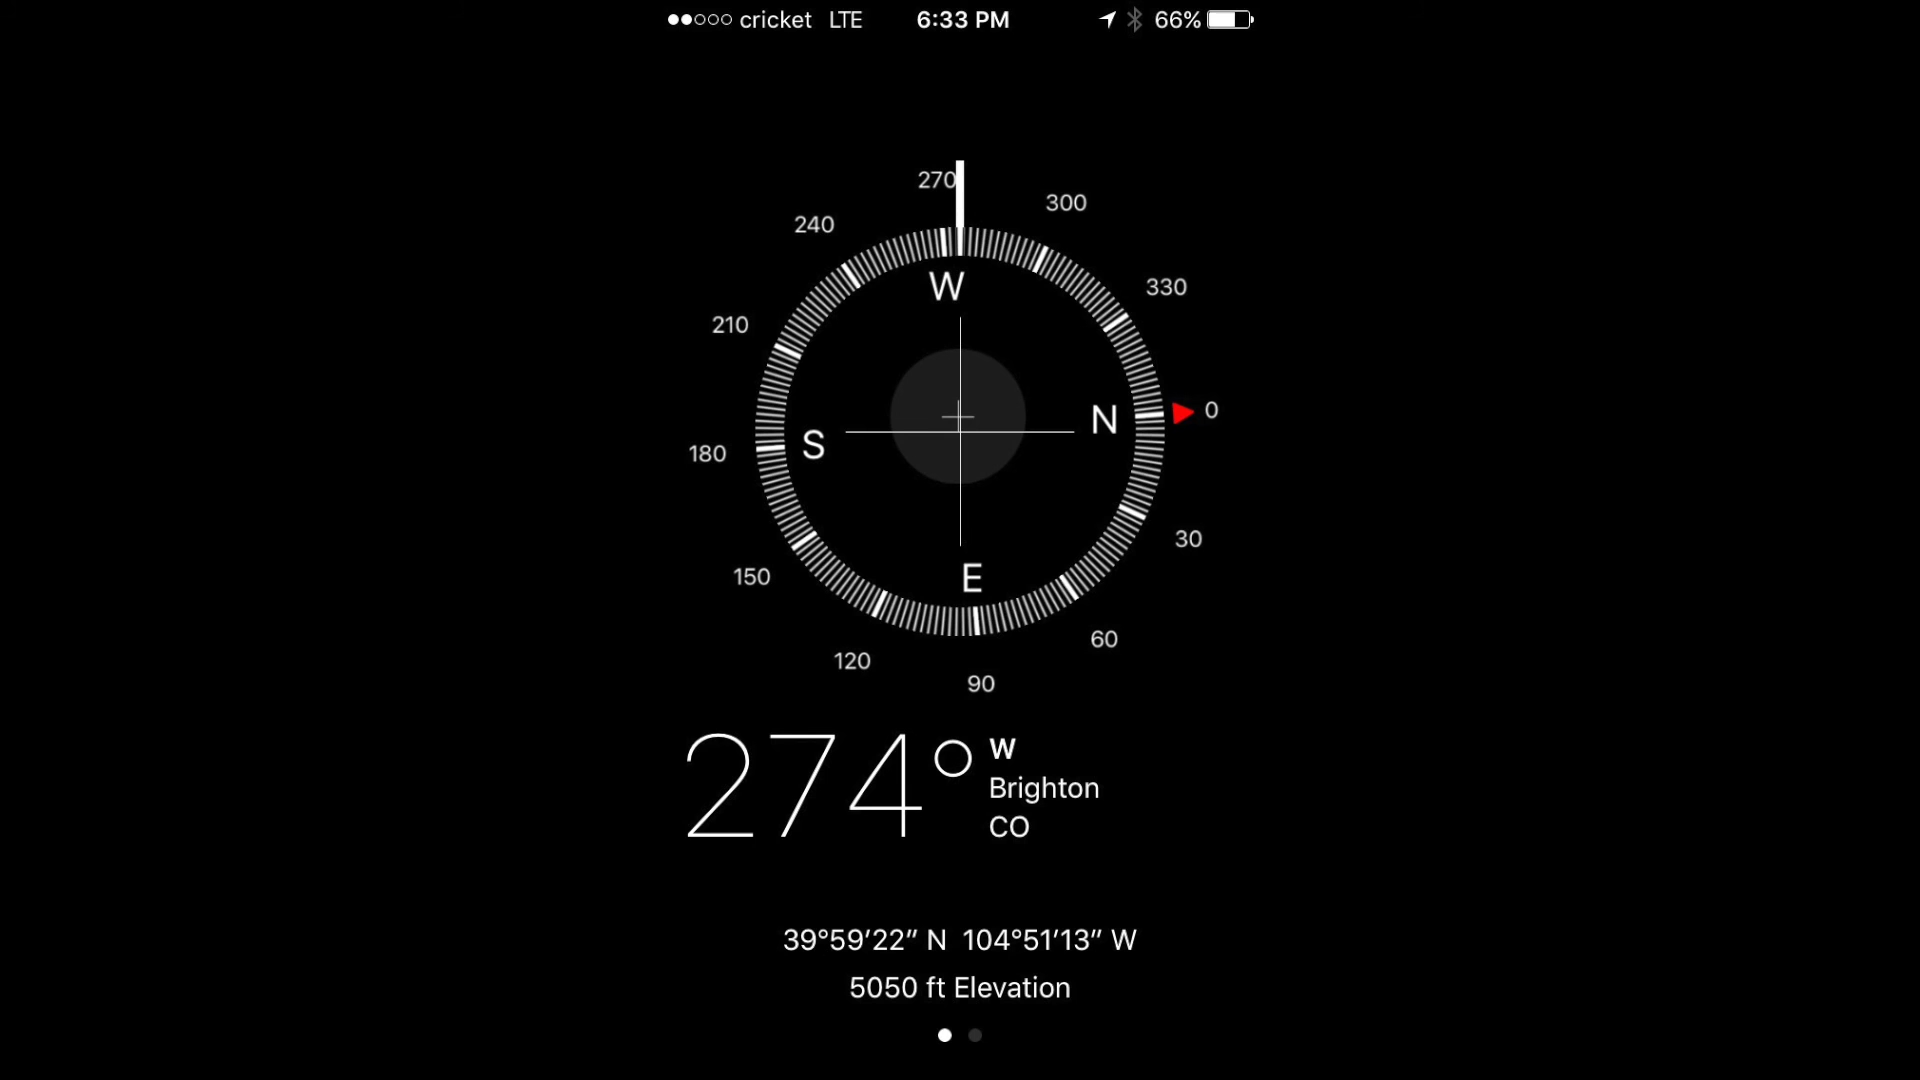 cricket LTE 6:33 PM 66%
270
300
240
330
W
210
N 0
S
180
30
150
E
60
120
90
274° W
Brighton
CO
39°59’22” N 104°51’13” W
5050 ft Elevation